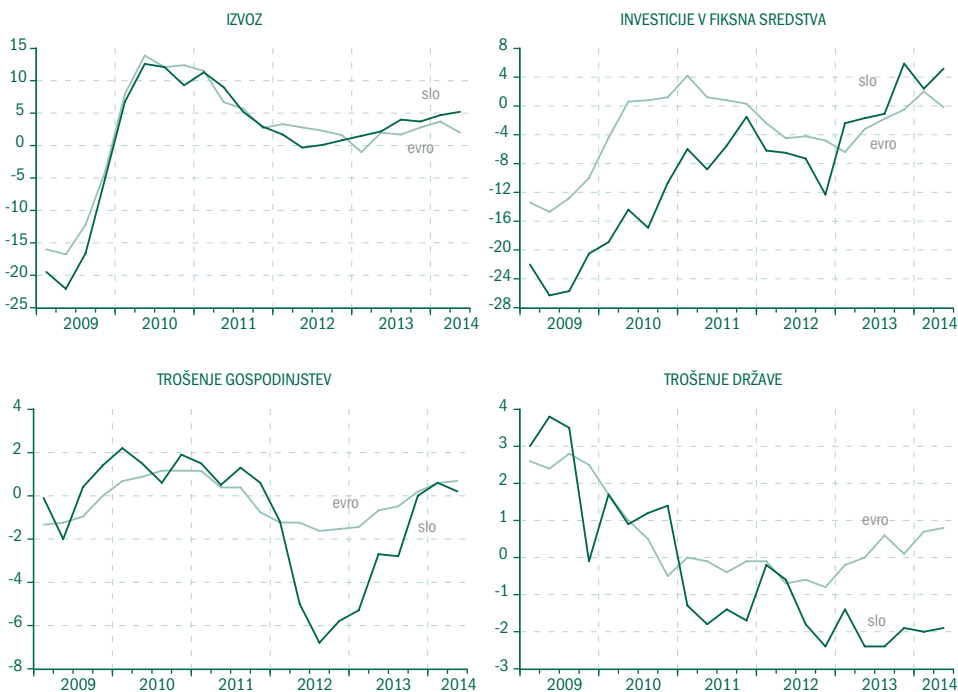 IZVOZ
15
10
5
0
-5
-10
-15
-20
-25
slo
evro
2009 2010 2011 2012 2013 2014
INVESTICIJE V FIKSNA SREDSTVA
8
4
0
-4
-8
-12
-16
-20
-24
-28
slo
evro
2009 2010 2011 2012 2013 2014
TROŠENJE GOSPODINJSTEV
4
2
0
-2
-4
-6
-8
evro
slo
2009 2010 2011 2012 2013 2014
TROŠENJE DRŽAVE
4
3
2
1
0
-1
-2
-3
evro
slo
2009 2010 2011 2012 2013 2014